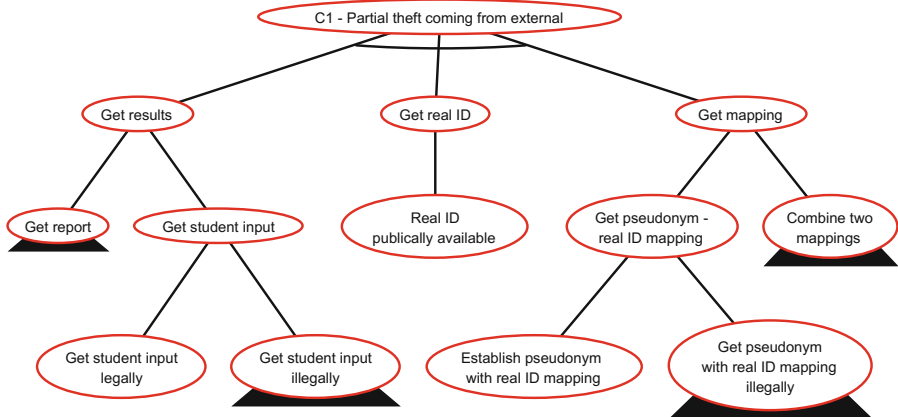 C1 - Partial theft coming from external
Get results
Get real ID
Get mapping
Get report
Get student input
Real ID
publically available
Get pseudonym -
real ID mapping
Combine two
mappings
Get student input
legally
Get student input
illegally
Establish pseudonym
with real ID mapping
Get pseudonym
with real ID mapping
illegally